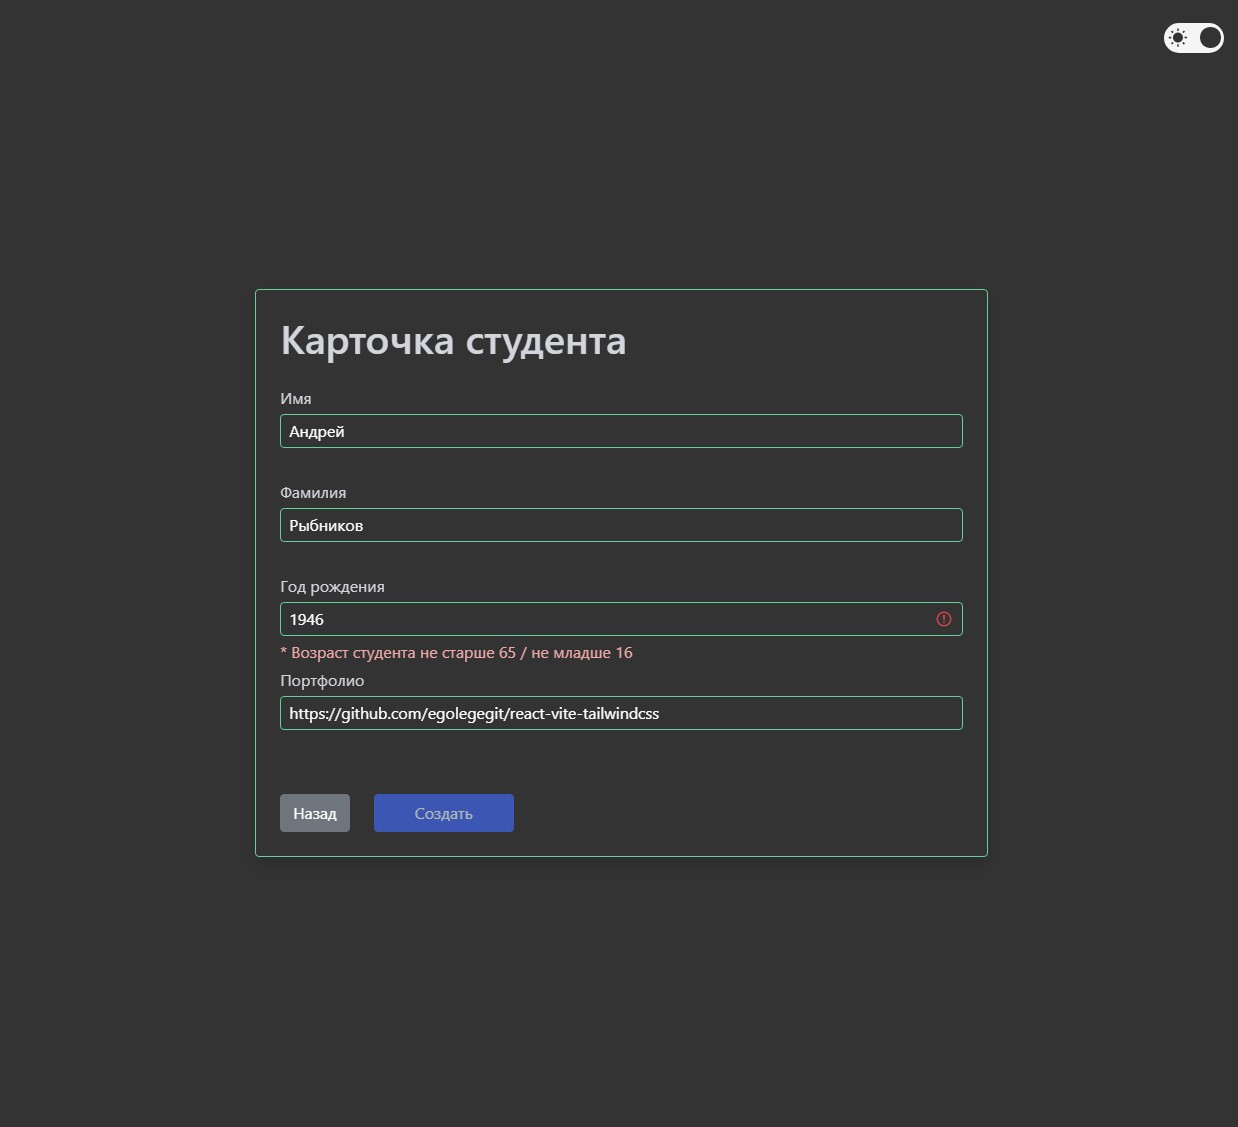 Карточка студента
Имя
Андрей
Фамилия
Рыбников
Год рождения
1946
* Возраст студента не старше 65 / не младше 16
Портфолио
https://github.com/egolegegit/react-vite-tailwindcss
Назад
Создать